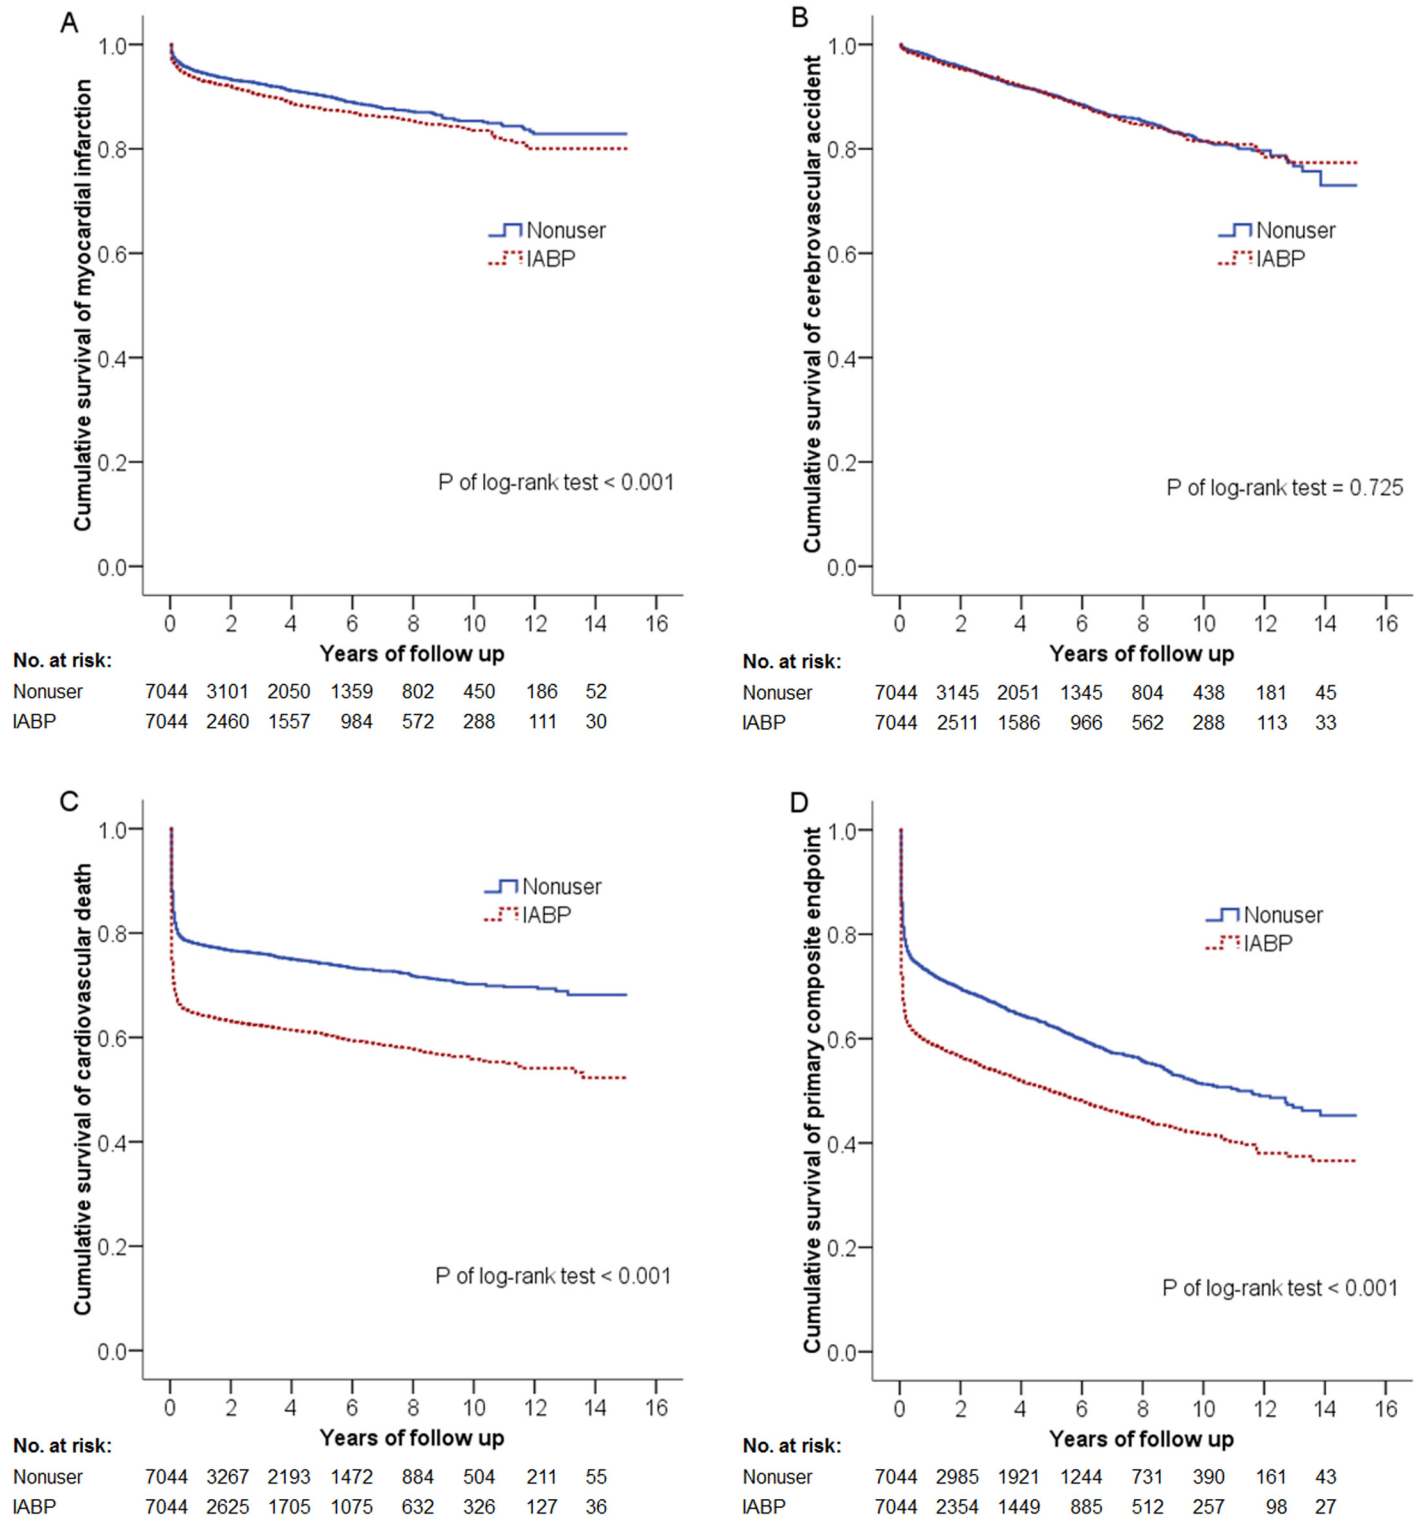 A
Cumulative survival of myocardial infarction
1.0
0.8
0.6
0.4
0.2
0.0
Nonuser
IABP
P of log-rank test < 0.001
0 2 4 6 8 10 12 14 16
Years of follow up
No. at risk:
Nonuser 7044 3101 2050 1359 802 450 186 52
IABP 7044 2460 1557 984 572 288 111 30
B
Cumulative survival of cerebrovascular accident
1.0
0.8
0.6
0.4
0.2
0.0
Nonuser
IABP
P of log-rank test = 0.725
0 2 4 6 8 10 12 14 16
Years of follow up
No. at risk:
Nonuser 7044 3145 2051 1345 804 438 181 45
IABP 7044 2511 1586 966 562 288 113 33
C
Cumulative survival of cardiovascular death
1.0
0.8
0.6
0.4
0.2
0.0
Nonuser
IABP
P of log-rank test < 0.001
0 2 4 6 8 10 12 14 16
Years of follow up
No. at risk:
Nonuser 7044 3267 2193 1472 884 504 211 55
IABP 7044 2625 1705 1075 632 326 127 36
D
Cumulative survival of primary composite endpoint
1.0
0.8
0.6
0.4
0.2
0.0
Nonuser
IABP
P of log-rank test < 0.001
0 2 4 6 8 10 12 14 16
Years of follow up
No. at risk:
Nonuser 7044 2985 1921 1244 731 390 161 43
IABP 7044 2354 1449 885 512 257 98 27